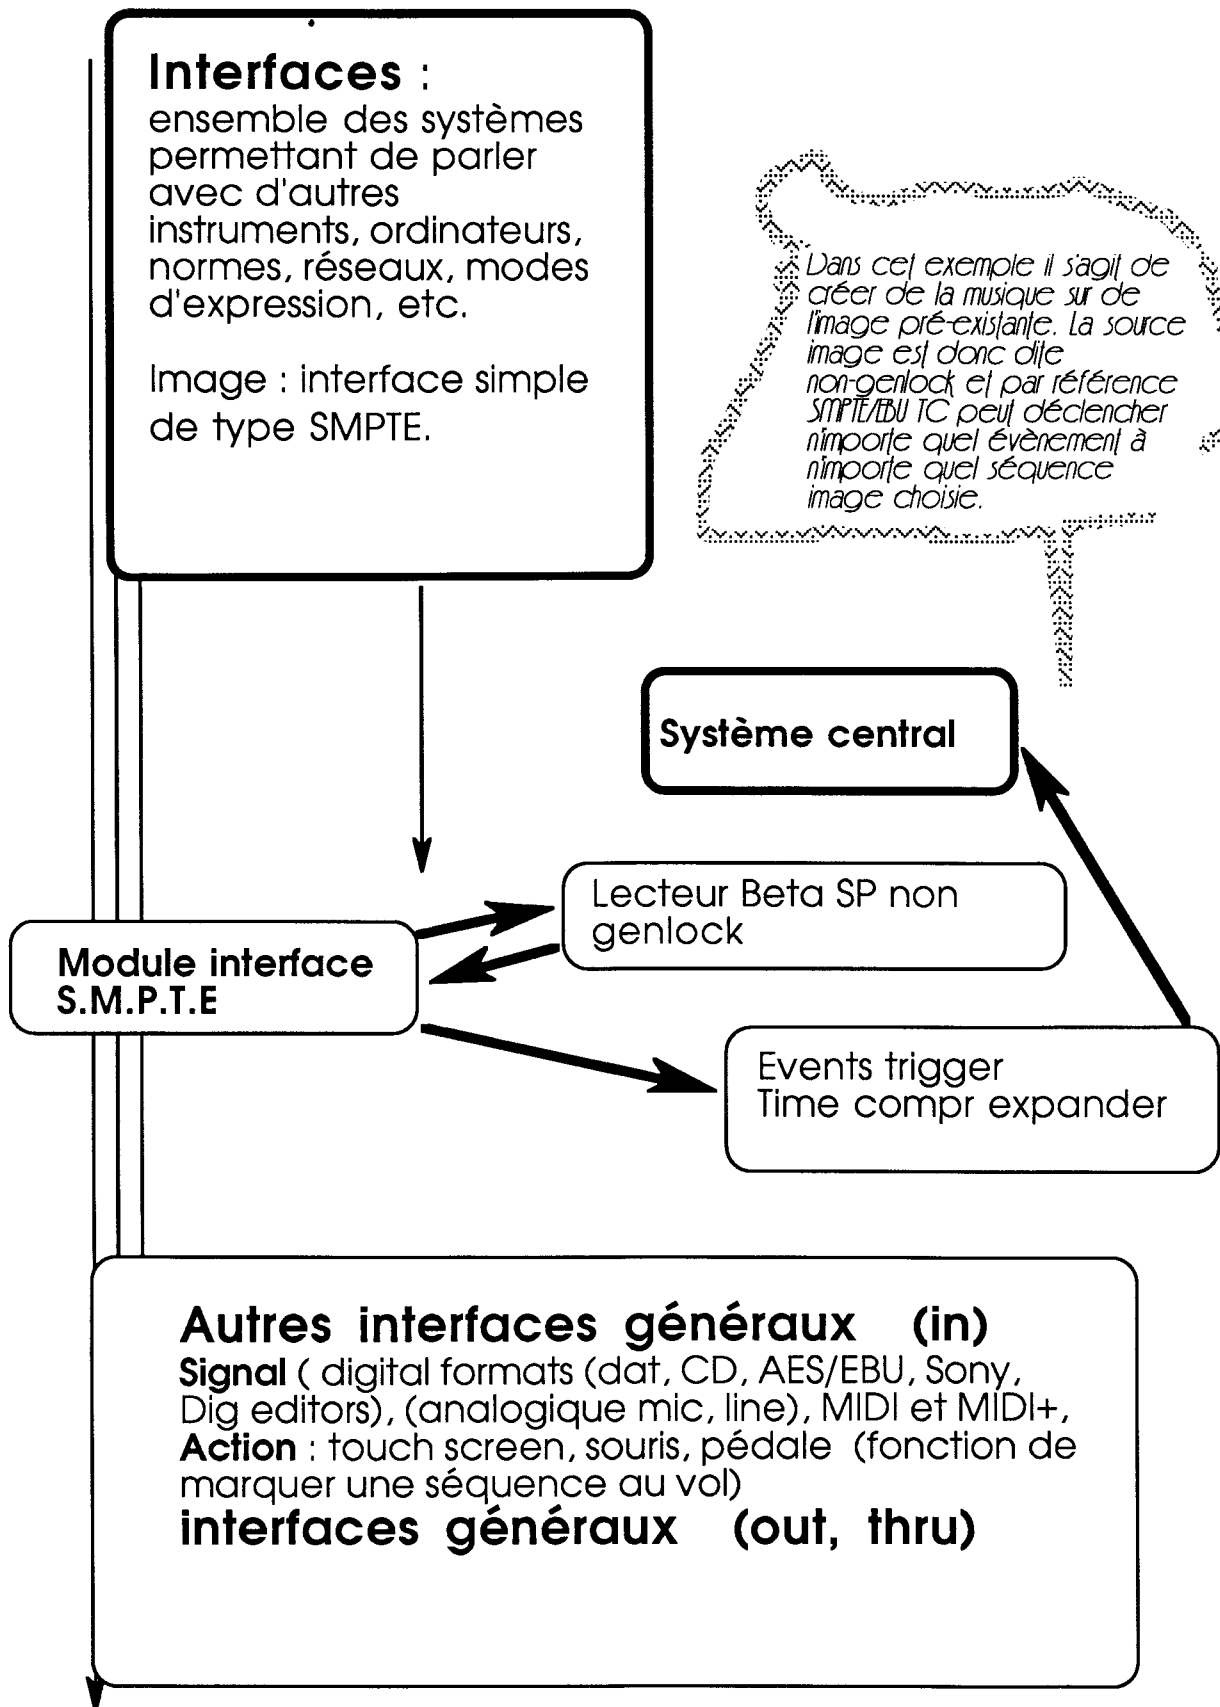 Interfaces :
ensemble des systèmes
permettant de parler
avec d'autres
instruments, ordinateurs,
normes, réseaux, modes
d'expression, etc.
Image : interface simple
de type SMPTE.
Dans cet exemple il s'agit de
créer de la musique sur de
l'image pré-existante. La source
image est donc dite
non-genlock et par référence
SMPTE/EBU TC peut déclencher
n'importe quel évènement à
n'importe quel séquence
image choisie.
Système central
Lecteur Beta SP non
genlock
Module interface
S.M.P.T.E
Events trigger
Time compr expander
Autres interfaces généraux (in)
Signal ( digital formats (dat, CD, AES/EBU, Sony,
Dig editors), (analogique mic, line), MIDI et MIDI+,
Action : touch screen, souris, pédale (fonction de
marquer une séquence au vol)
interfaces généraux (out, thru)